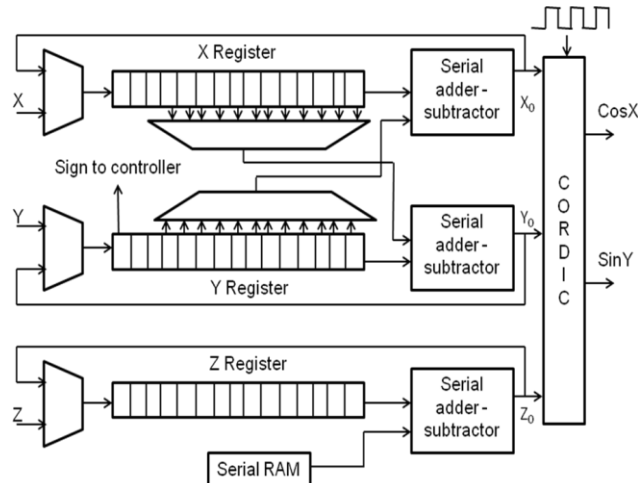 X Register
X
Serial
adder-
subtractor
X0
CosX
Sign to controller
Y
Y Register
Serial
adder-
subtractor
Y0
CORDIC
SinY
Z Register
Z
Serial
adder-
subtractor
Z0
Serial RAM